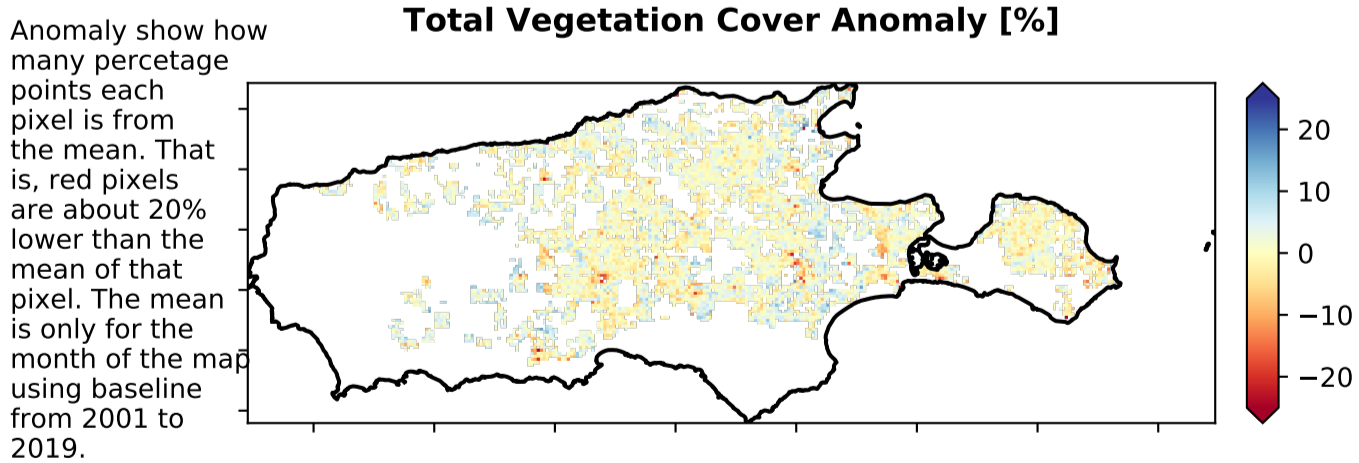 Total Vegetation Cover Anomaly [%]
Anomaly show how
many percetage
points each
pixel is from
the mean. That
is, red pixels
are about 20%
lower than the
mean of that
pixel. The mean
is only for the
month of the map
using baseline
from 2001 to
2019.
20
10
0
−10
−20